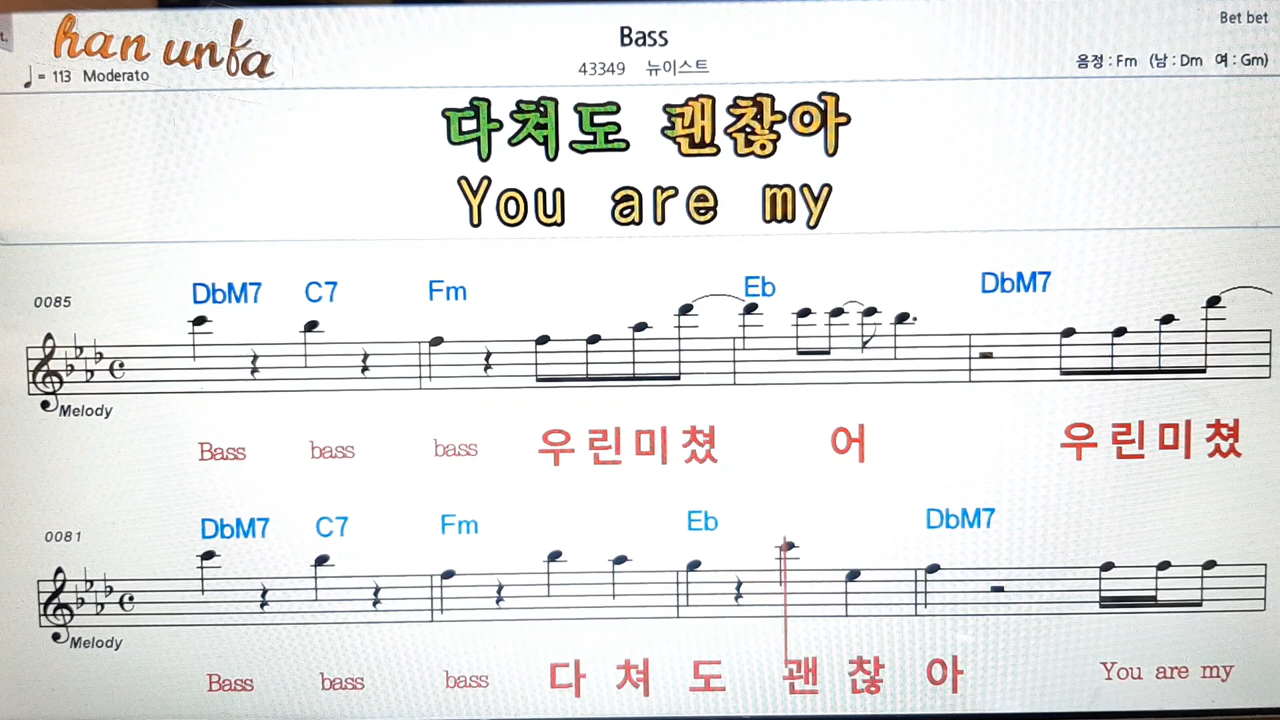 t.
han unfa
Bass
Bet bet
♩= 113 Moderato
43349 뉴이스트
음정 : Fm (남 : Dm 여 : Gm)
다쳐도 괜찮아
You are my
0085
DbM7 C7 Fm Eb DbM7
Melody
Bass bass bass 우 린 미 쳤 어 우 린 미 쳤
0081
DbM7 C7 Fm Eb DbM7
Melody
Bass bass bass 다 쳐 도 괜 찮 아 You are my